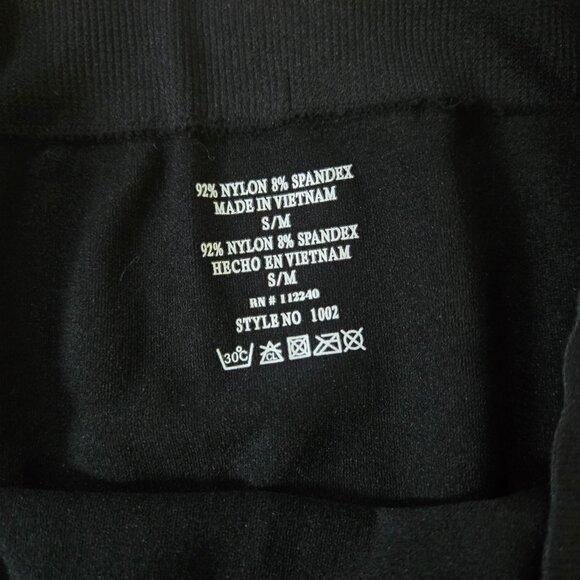 92% NYLON 8% SPANDEX
MADE IN VIETNAM
S/M
92% NYLON 8% SPANDEX
HECHO EN VIETNAM
S/M
RN # 112240
STYLE NO 1002
30°C CL